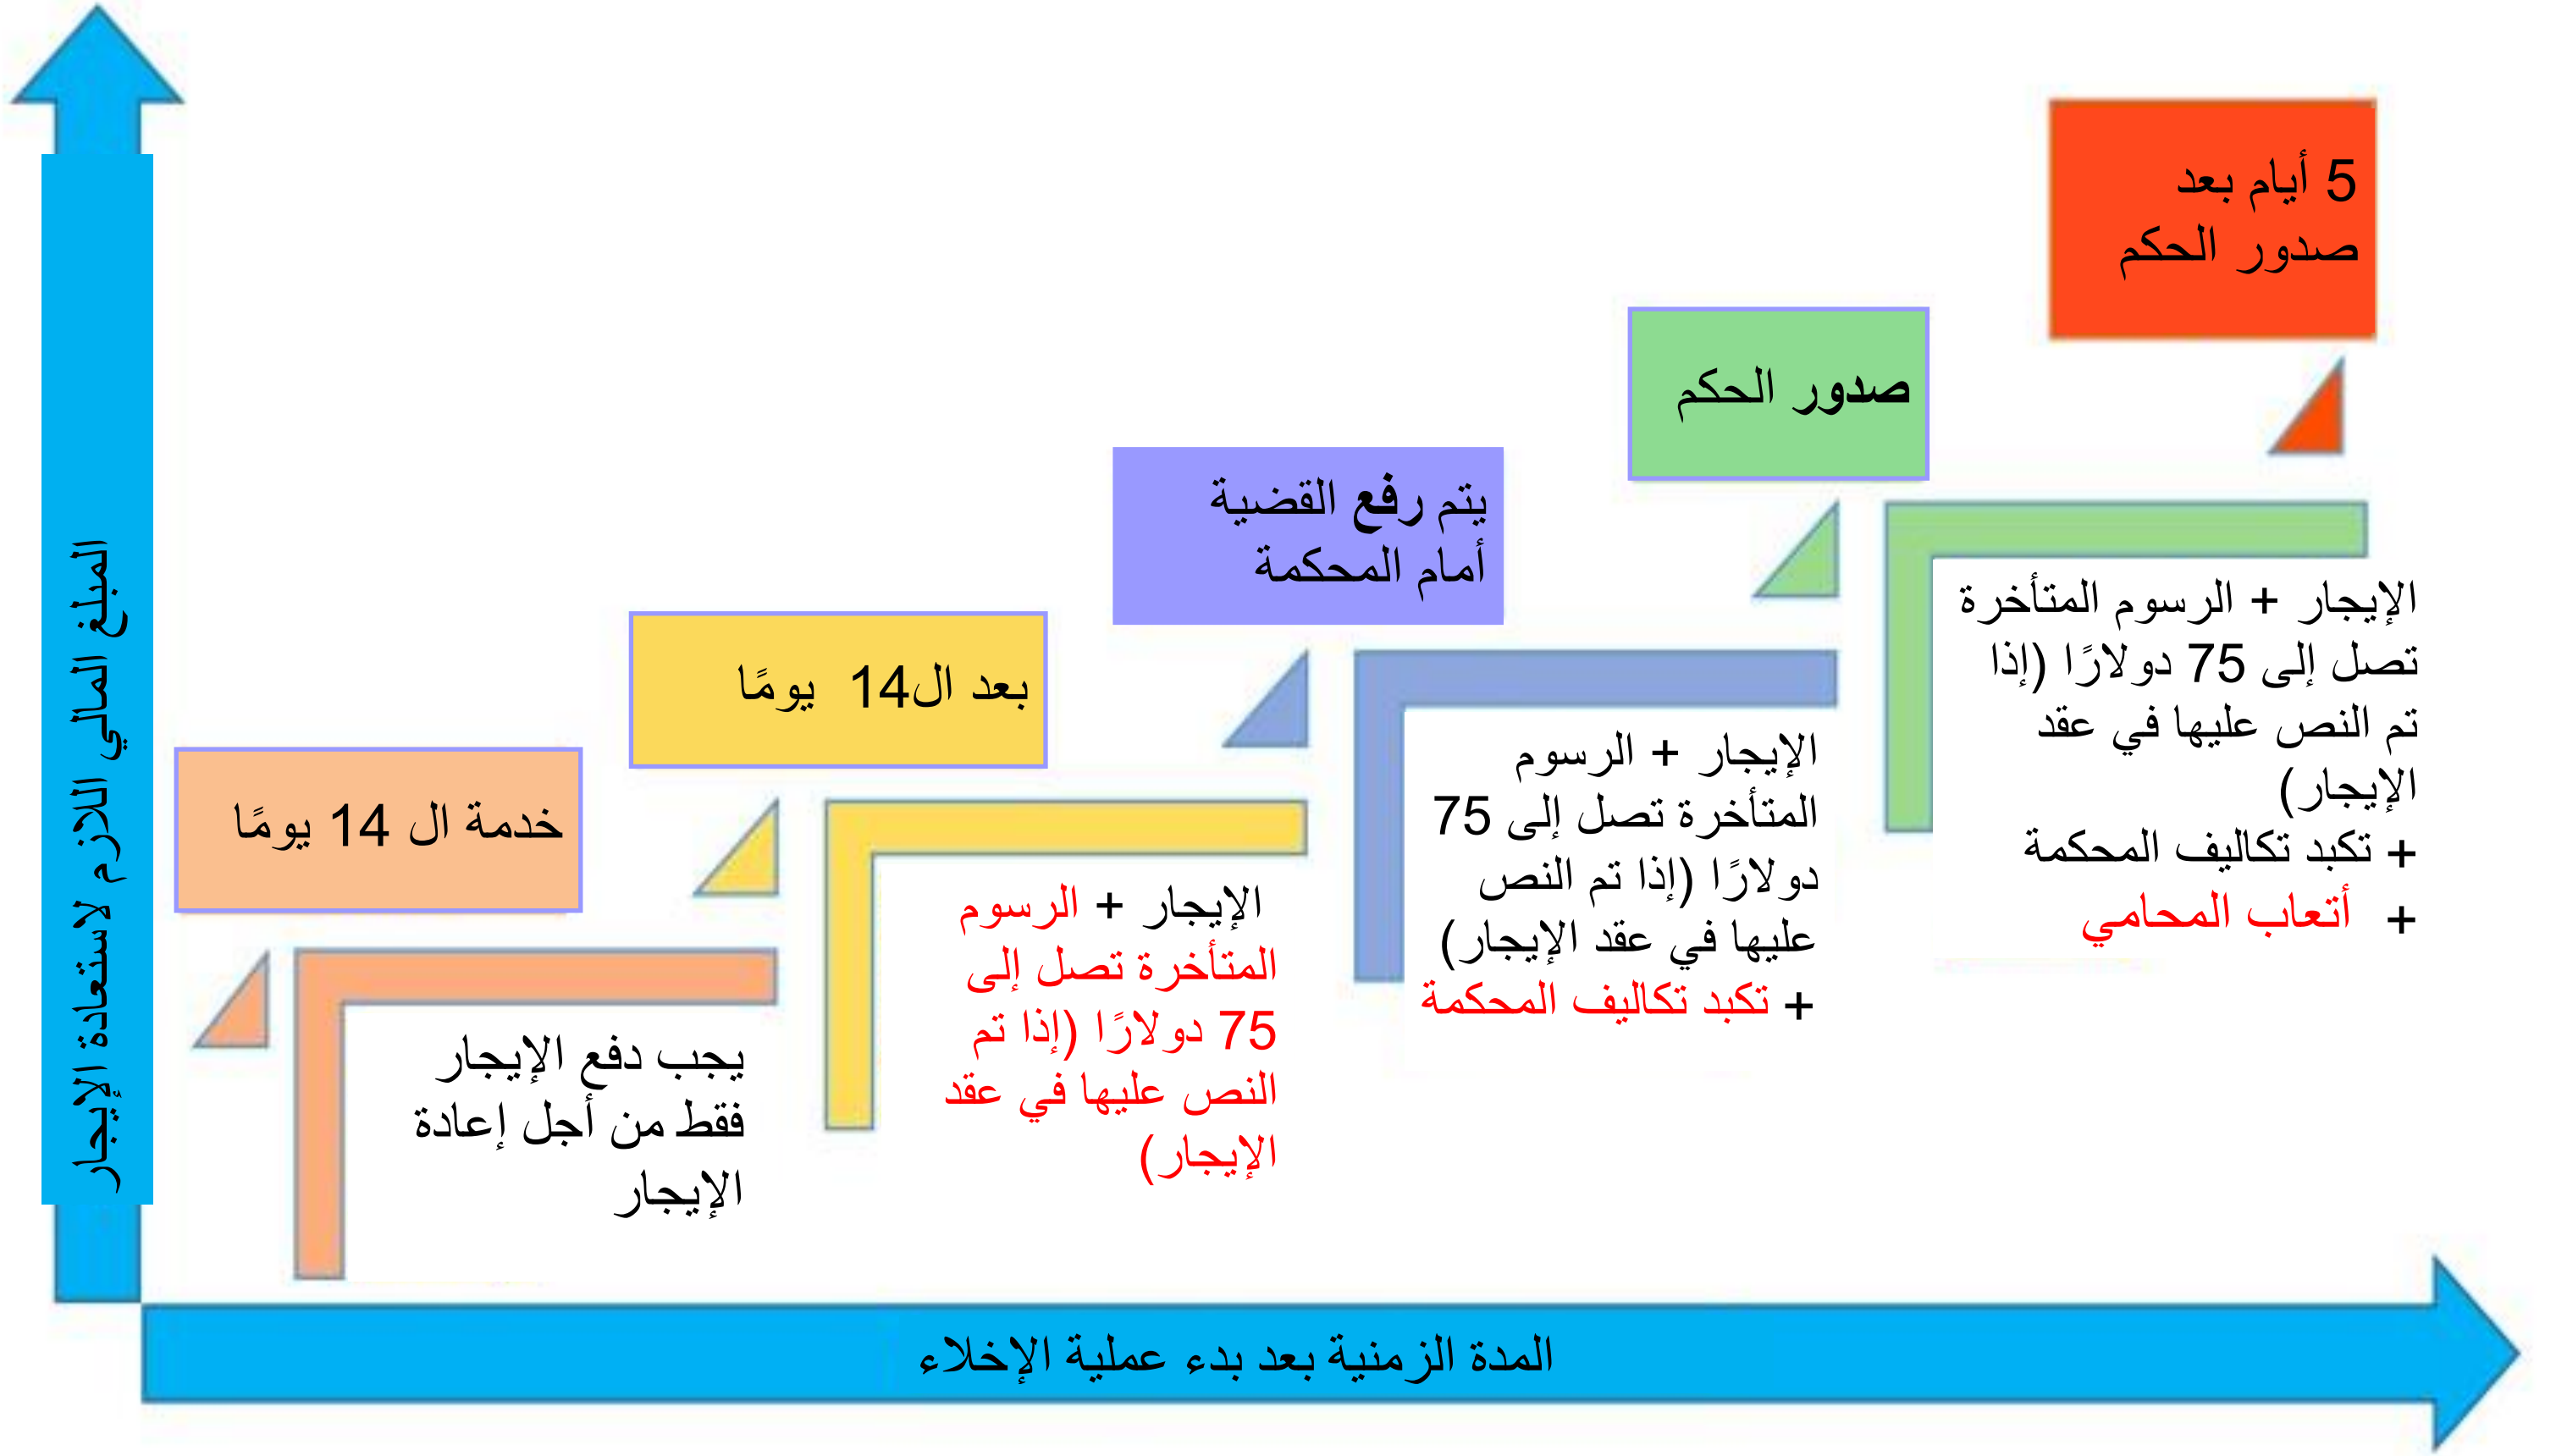 المبلغ المالي اللازم لاستعادة الإيجار
خدمة ال 14 يومًا
يجب دفع الإيجار
فقط من أجل إعادة
الإيجار
بعد ال14 يومًا
الإيجار + الرسوم
المتأخرة تصل إلى
75 دولارًا (إذا تم
النص عليها في عقد
الإيجار)
يتم رفع القضية
أمام المحكمة
الإيجار + الرسوم
المتأخرة تصل إلى 75
دولارًا (إذا تم النص
عليها في عقد الإيجار)
+ تكبد تكاليف المحكمة
صدور الحكم
الإيجار + الرسوم المتأخرة
تصل إلى 75 دولارًا (إذا
تم النص عليها في عقد
الإيجار)
+ تكبد تكاليف المحكمة
+ أتعاب المحامي
5 أيام بعد
صدور الحكم
المدة الزمنية بعد بدء عملية الإخلاء